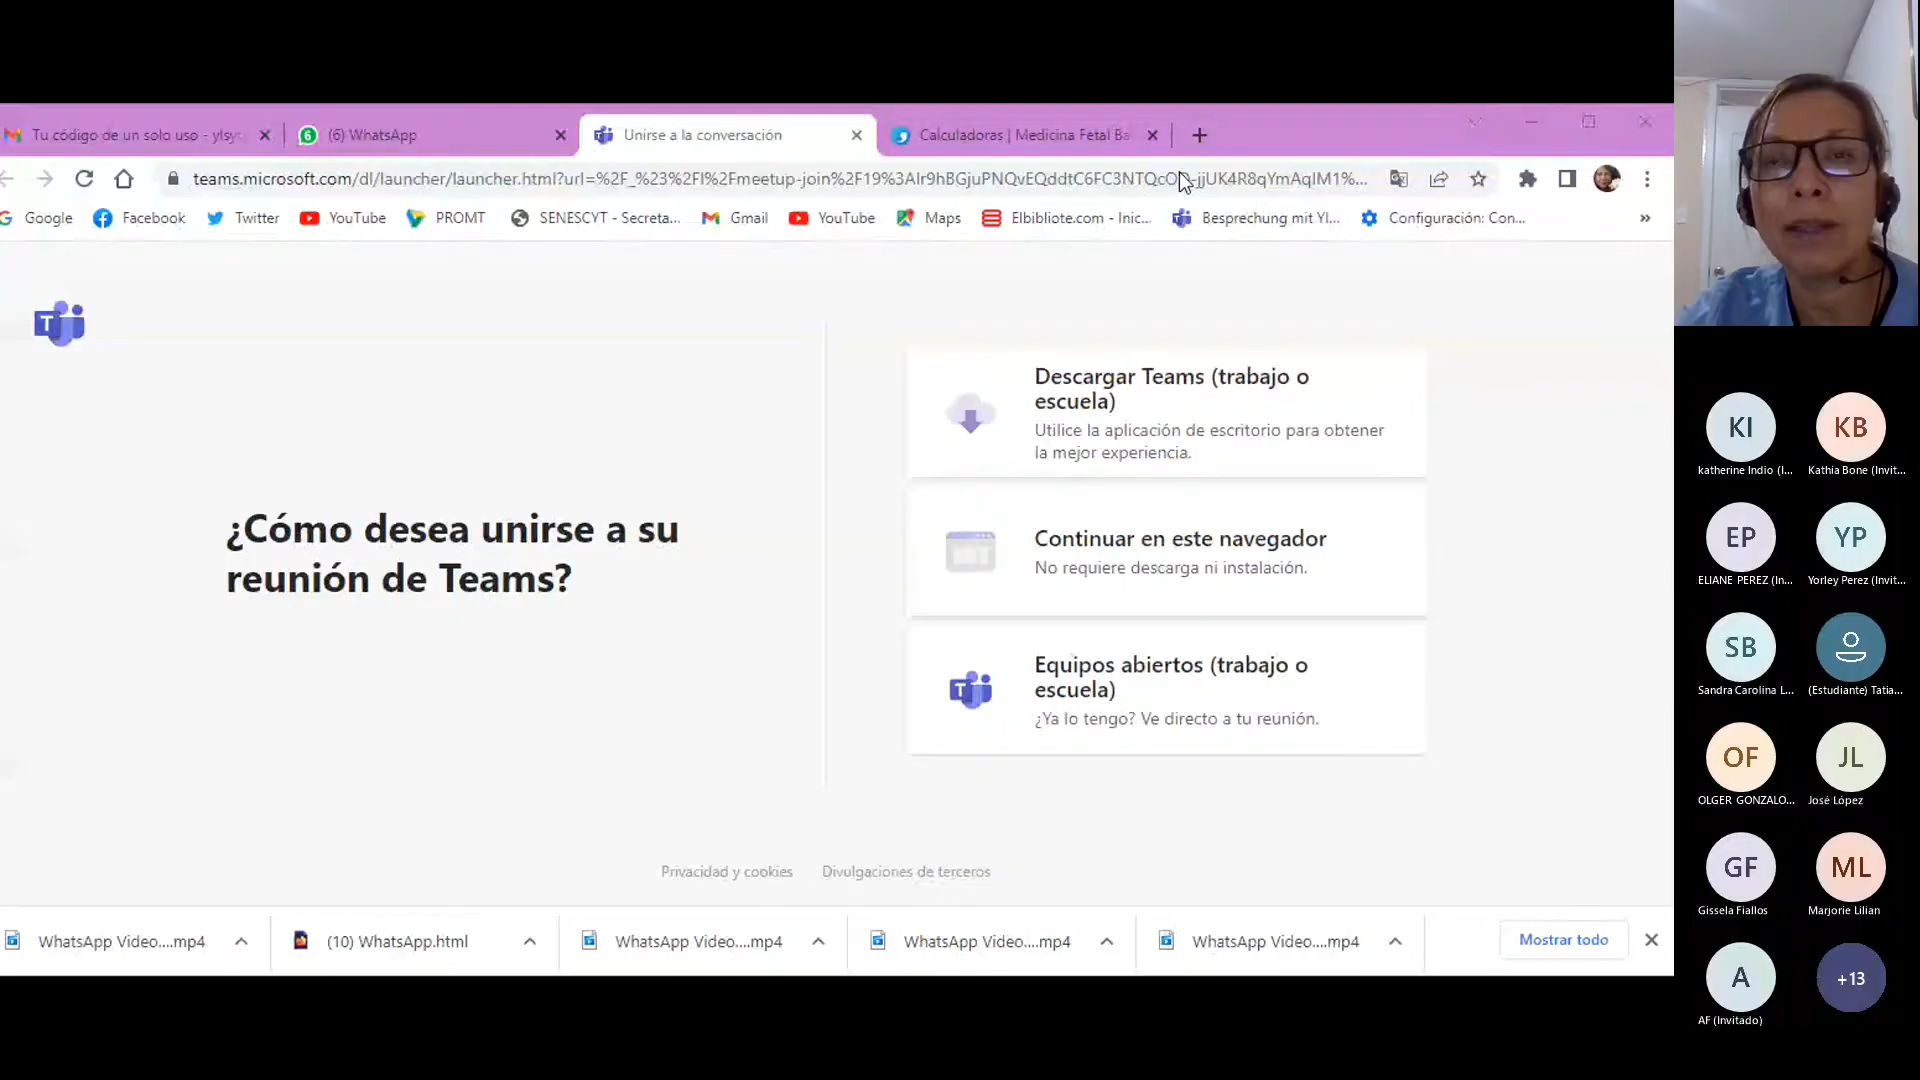 Tu código de un solo uso - ylsy
(6) WhatsApp
Unirse a la conversación
Calculadoras | Medicina Fetal Ba
teams.microsoft.com/dl/launcher/launcher.html?url=%2F_%23%2Fl%2Fmeetup-join%2F19%3A
Google
Facebook
Twitter
YouTube
PROMT
SENESCYT - Secreta...
Gmail
YouTube
Maps
Elbibliote.com - Inic...
Besprechung mit Yl...
Configuración: Con...
»
T
¿Cómo desea unirse a su
reunión de Teams?
Descargar Teams (trabajo o
escuela)
Utilice la aplicación de escritorio para obtener
la mejor experiencia.
Continuar en este navegador
No requiere descarga ni instalación.
T
Equipos abiertos (trabajo o
escuela)
¿Ya lo tengo? Ve directo a tu reunión.
Privacidad y cookies
Divulgaciones de terceros
WhatsApp Video....mp4
(10) WhatsApp.html
WhatsApp Video....mp4
WhatsApp Video....mp4
WhatsApp Video....mp4
Mostrar todo
KI
katherine Indio (I...
KB
Kathia Bone (Invit...
EP
ELIANE PEREZ (In...
YP
Yorley Perez (Invit...
SB
Sandra Carolina L...
(Estudiante) Tatia...
OF
OLGER GONZALO...
JL
José López
GF
Gissela Fiallos
ML
Marjorie Lilian
A
AF (Invitado)
+13